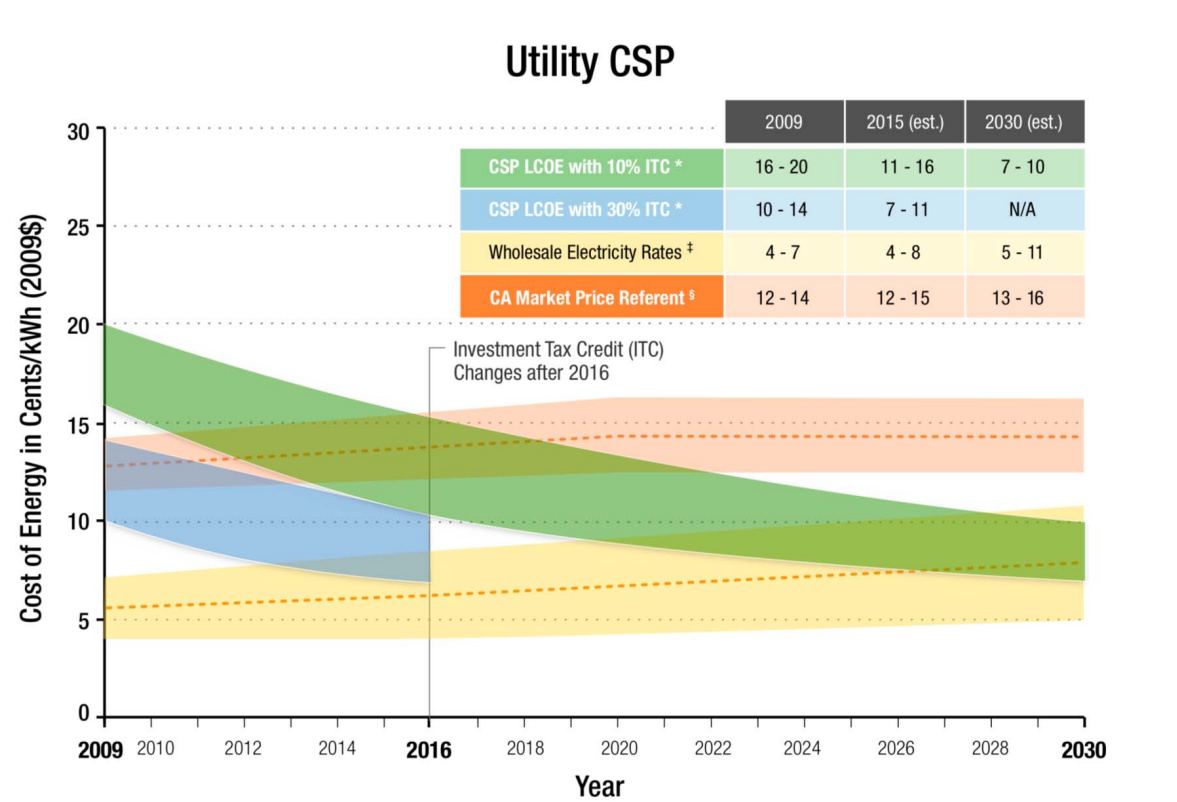 Utility CSP
2009 2015 (est.) 2030 (est.)
CSP LCOE with 10% ITC * 16 - 20 11 - 16 7 - 10
CSP LCOE with 30% ITC * 10 - 14 7 - 11 N/A
Wholesale Electricity Rates ‡ 4 - 7 4 - 8 5 - 11
CA Market Price Referent § 12 - 14 12 - 15 13 - 16
Investment Tax Credit (ITC)
Changes after 2016
Cost of Energy in Cents/kWh (2009$)
30
25
20
15
10
5
0
2009 2010 2012 2014 2016 2018 2020 2022 2024 2026 2028 2030
Year